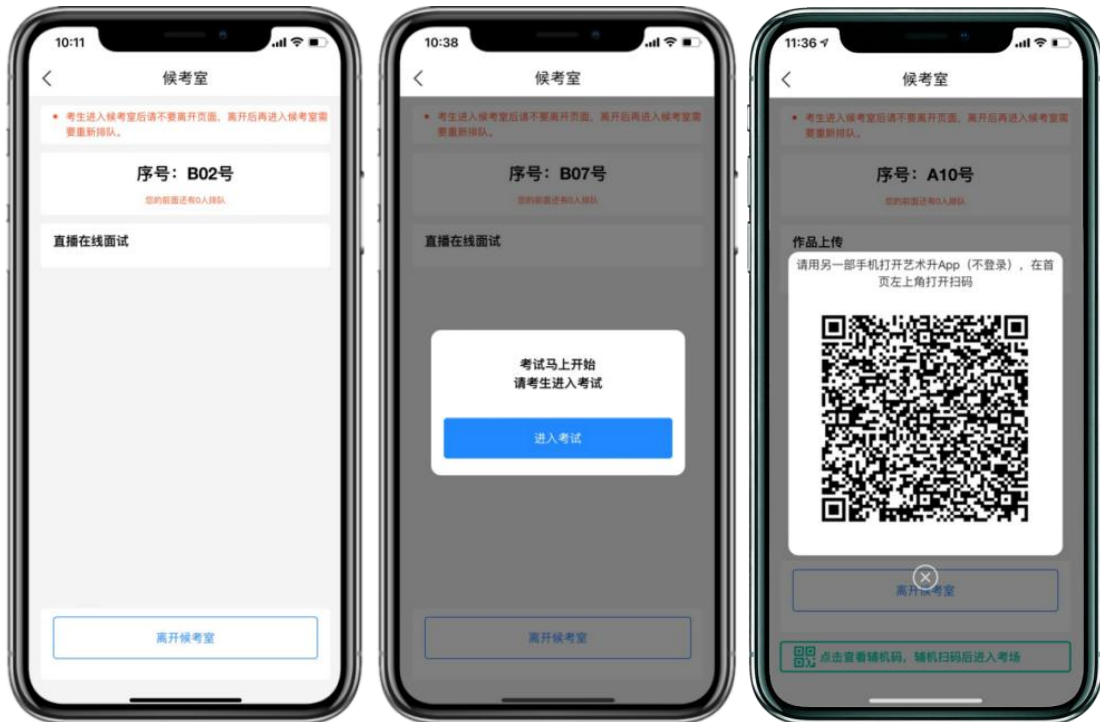 10:11
候考室
• 考生进入候考室后请不要离开页面，离开后再进入候考室需
要重新排队。
序号：B02号
您的前面还有0人排队
直播在线面试
离开候考室
10:38
候考室
• 考生进入候考室后请不要离开页面，离开后再进入候考室需
要重新排队。
序号：B07号
您的前面还有0人排队
直播在线面试
考试马上开始
请考生进入考试
进入考试
离开候考室
11:36
候考室
• 考生进入候考室后请不要离开页面，离开后再进入候考室需
要重新排队。
序号：A10号
您的前面还有0人排队
作品上传
请用另一部手机打开艺术升App（不登录），在首
页左上角打开扫码
离开候考室
点击查看辅机码，辅机扫码后进入考场